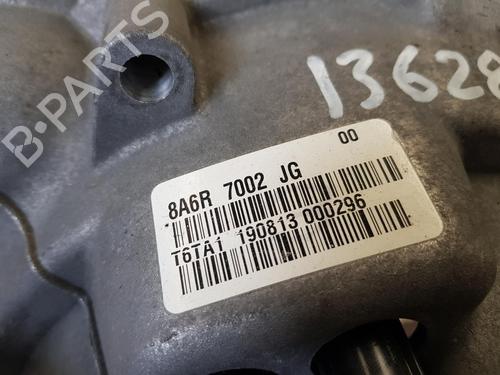 B-PARTS
13628
00
8A6R 7002 JG
T6TA1 190813 000296